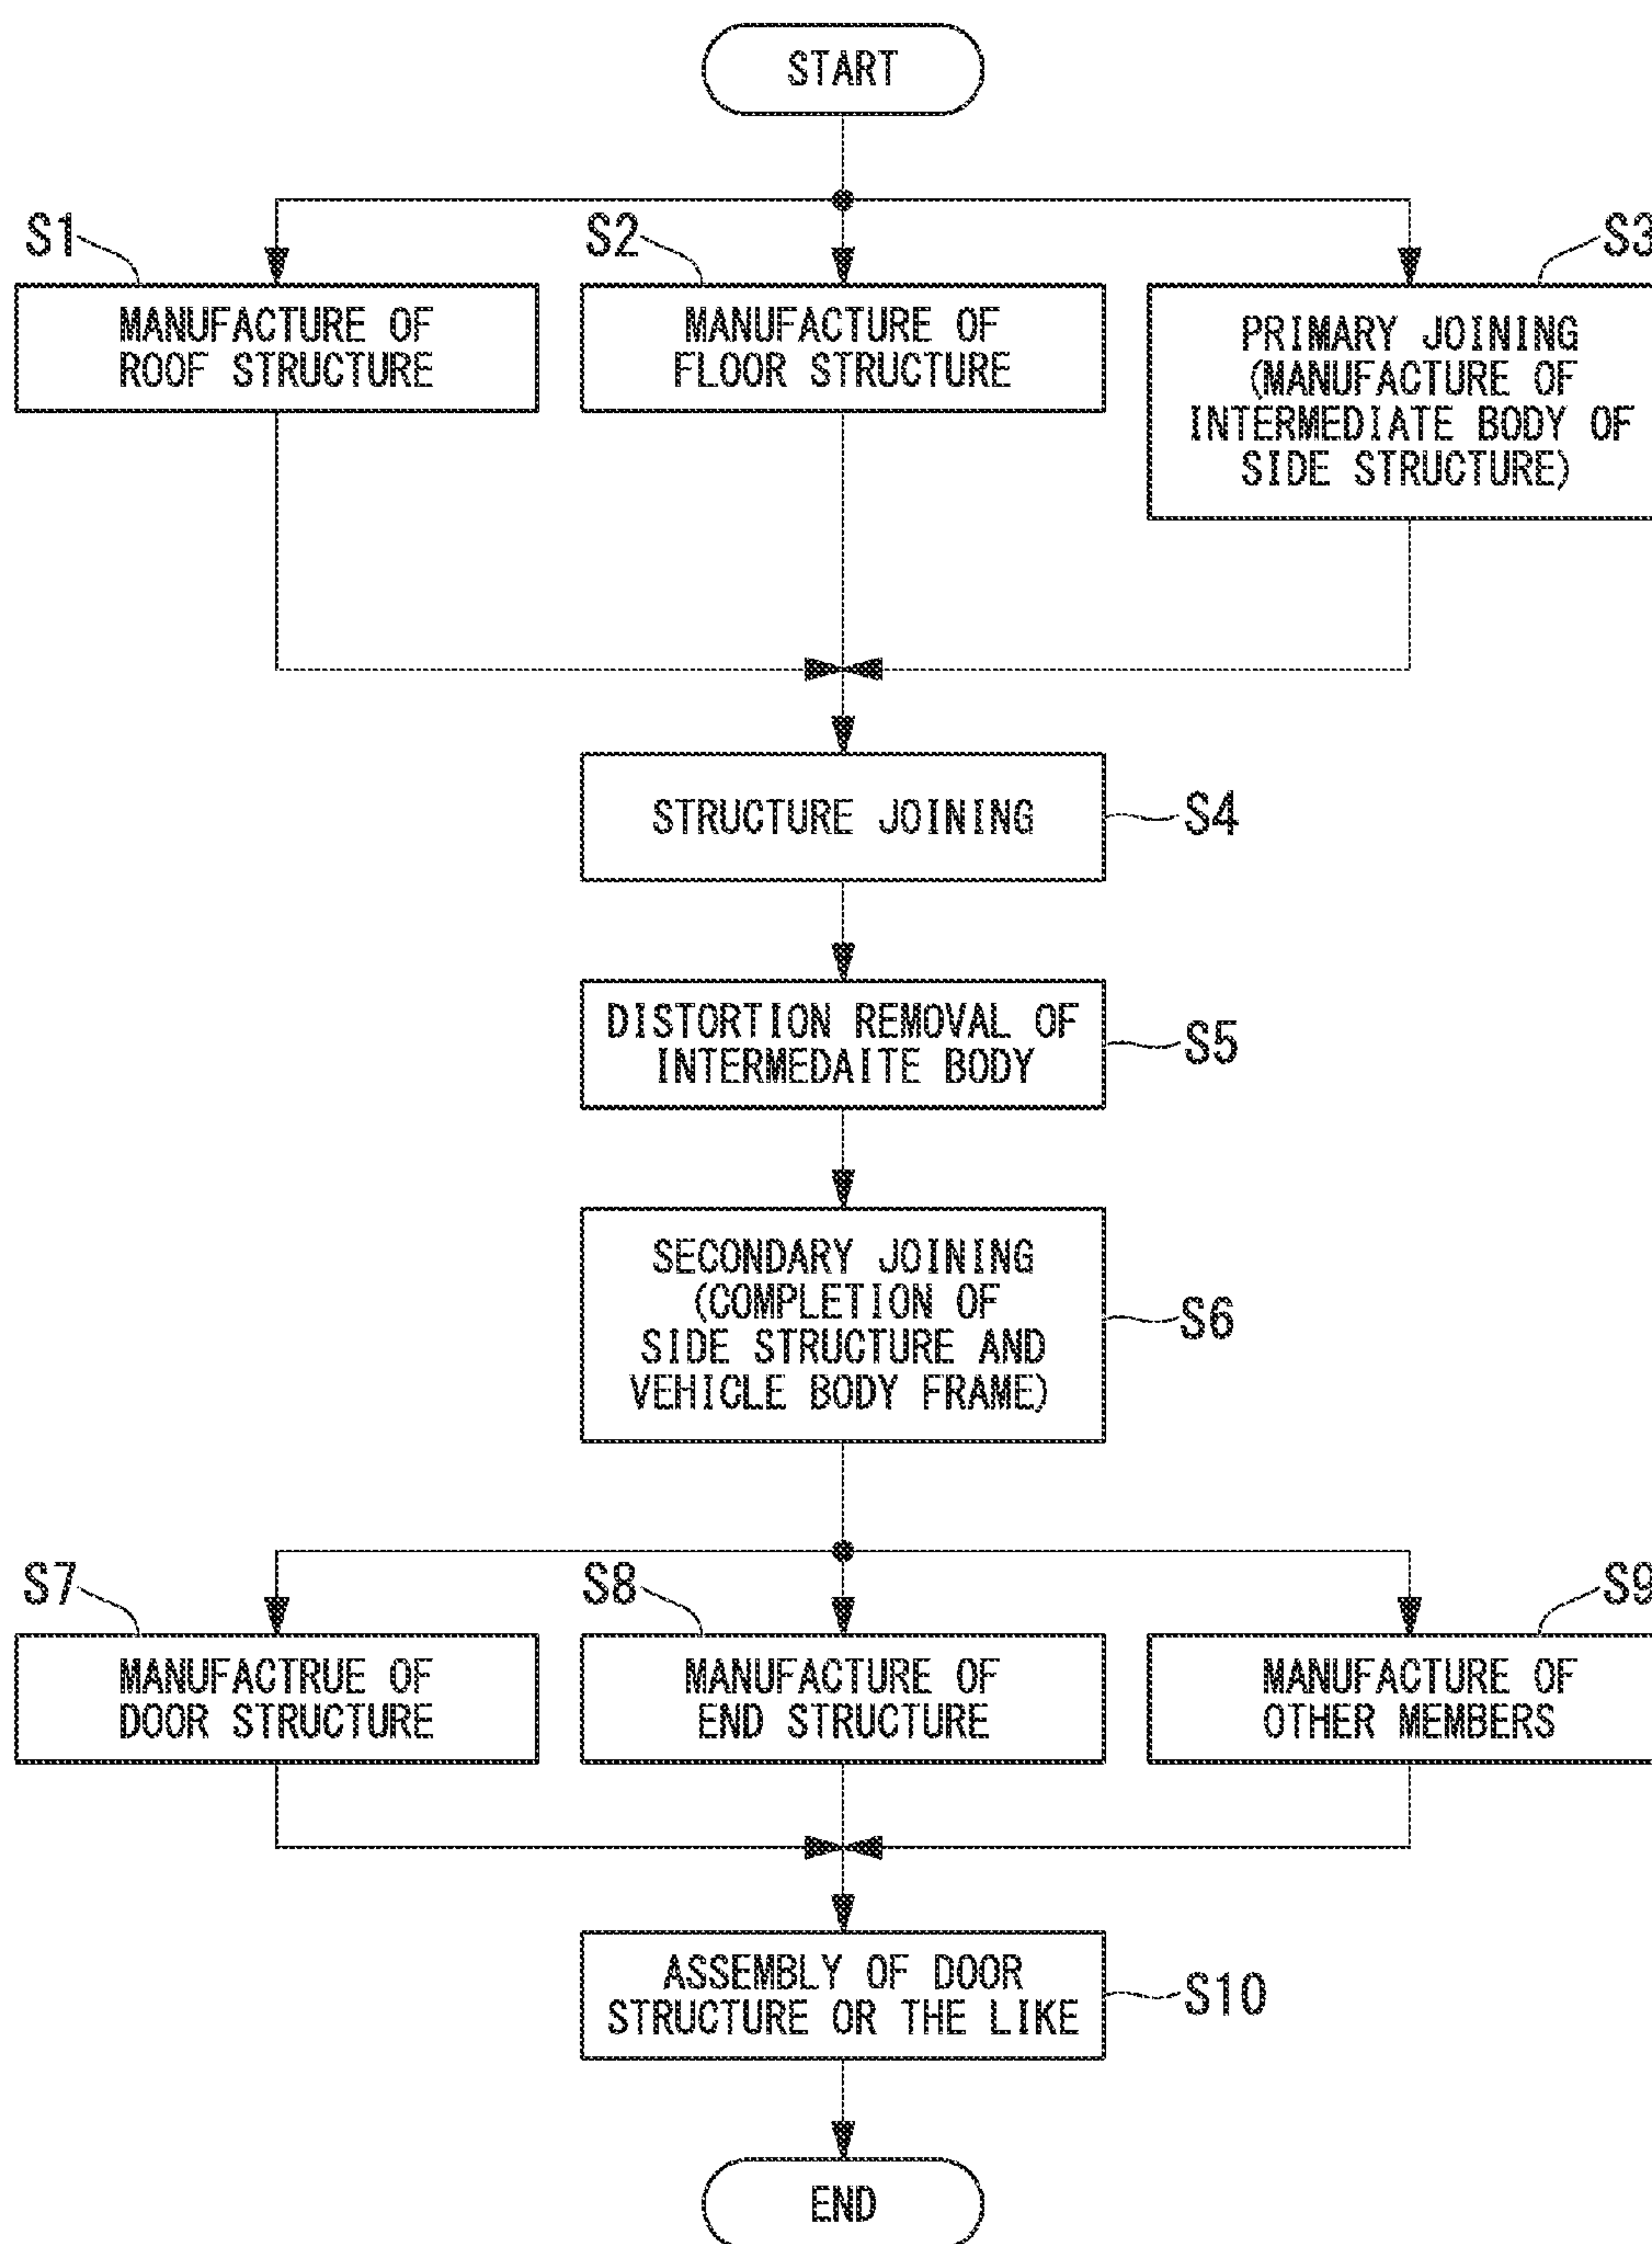 START
S1
S2
S3
MANUFACTURE OF
ROOF STRUCTURE
MANUFACTURE OF
FLOOR STRUCTURE
PRIMARY JOINING
(MANUFACTURE OF
INTERMEDIATE BODY OF
SIDE STRUCTURE)
STRUCTURE JOINING
S4
DISTORTION REMOVAL OF
INTERMEDAITE BODY
S5
SECONDARY JOINING
(COMPLETION OF
SIDE STRUCTURE AND
VEHICLE BODY FRAME)
S6
S7
S8
S9
MANUFACTRUE OF
DOOR STRUCTURE
MANUFACTURE OF
END STRUCTURE
MANUFACTURE OF
OTHER MEMBERS
ASSEMBLY OF DOOR
STRUCTURE OR THE LIKE
S10
END